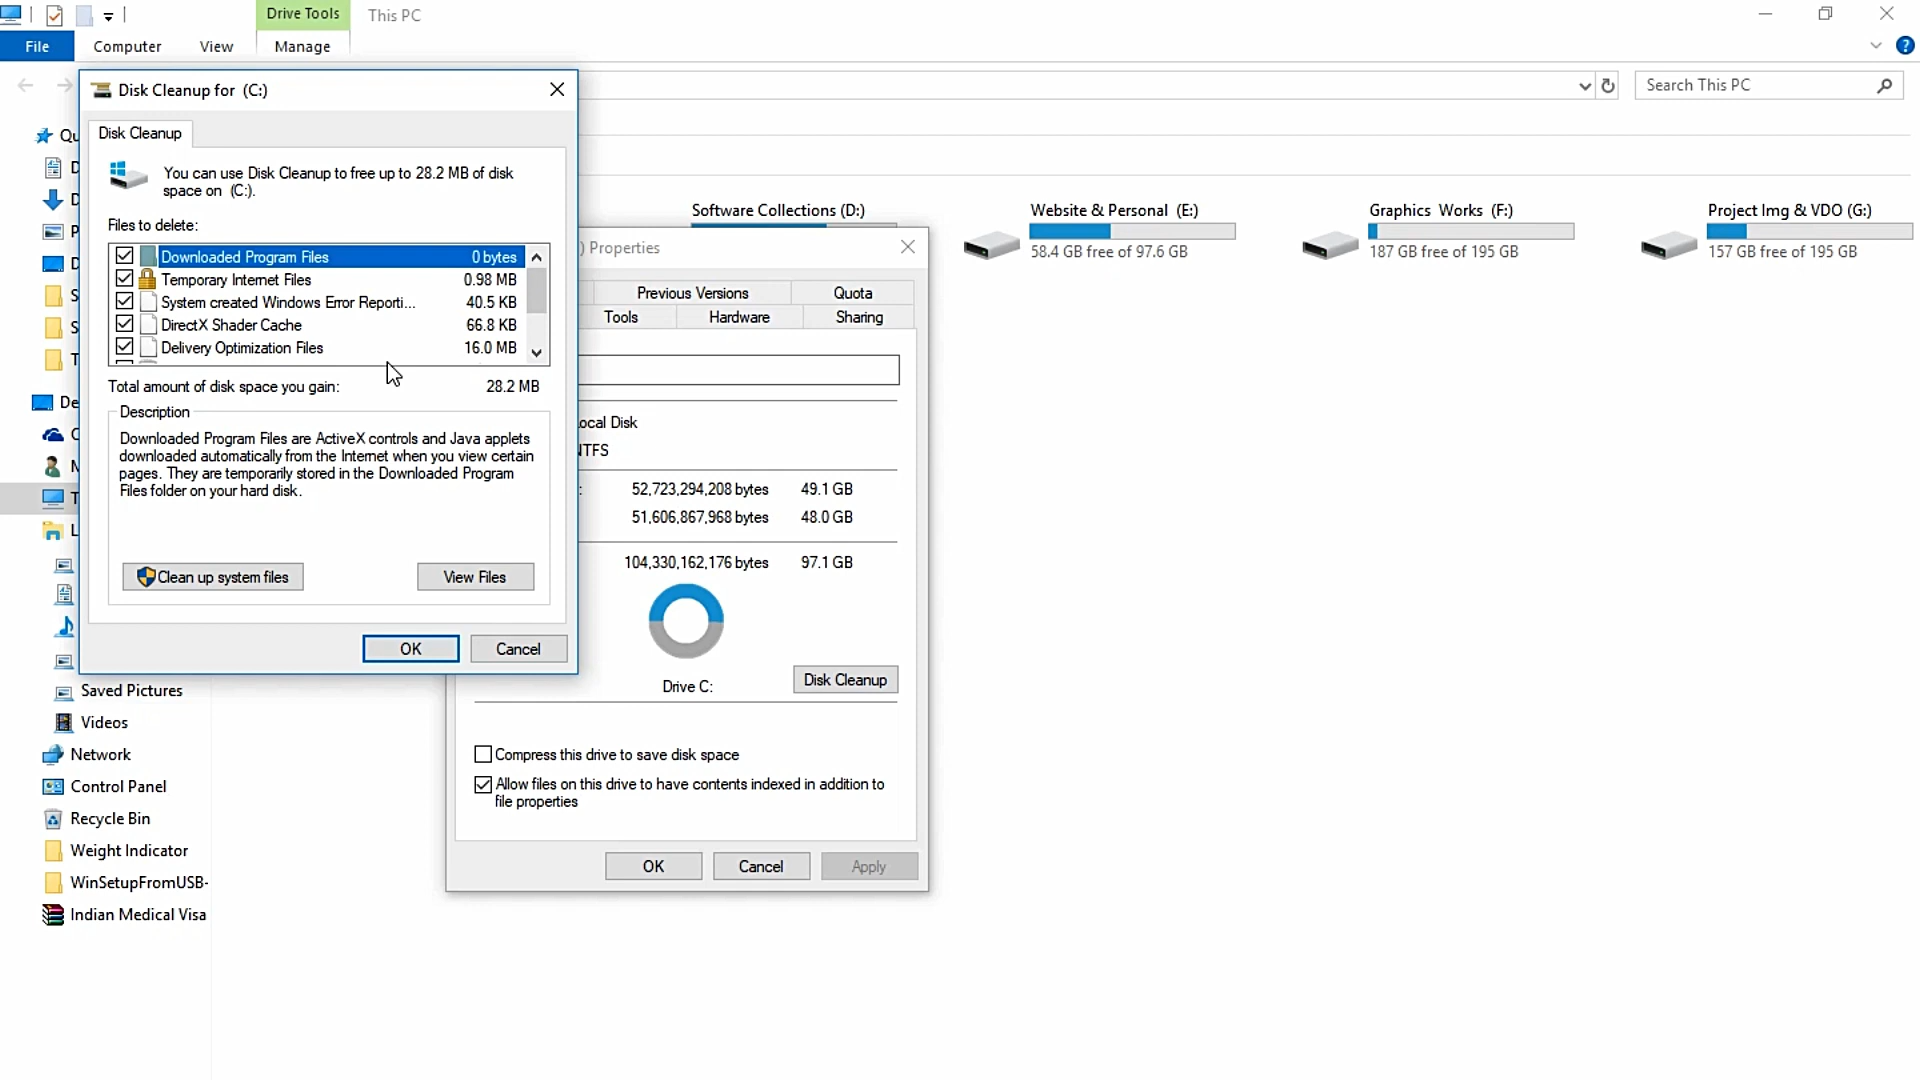 Drive Tools
This PC
File
Computer
View
Manage
Search This PC
Disk Cleanup for (C:)
Disk Cleanup
You can use Disk Cleanup to free up to 28.2 MB of disk
space on (C:).
Files to delete:
Downloaded Program Files 0 bytes
Temporary Internet Files 0.98 MB
System created Windows Error Reporti... 40.5 KB
DirectX Shader Cache 66.8 KB
Delivery Optimization Files 16.0 MB
Total amount of disk space you gain: 28.2 MB
Description
Downloaded Program Files are ActiveX controls and Java applets
downloaded automatically from the Internet when you view certain
pages. They are temporarily stored in the Downloaded Program
Files folder on your hard disk.
Clean up system files
View Files
OK
Cancel
Software Collections (D:)
Website & Personal (E:)
58.4 GB free of 97.6 GB
Graphics Works (F:)
187 GB free of 195 GB
Project Img & VDO (G:)
157 GB free of 195 GB
) Properties
Previous Versions
Quota
Tools
Hardware
Sharing
ocal Disk
NTFS
: 52,723,294,208 bytes 49.1 GB
51,606,867,968 bytes 48.0 GB
104,330,162,176 bytes 97.1 GB
Drive C:
Disk Cleanup
Compress this drive to save disk space
Allow files on this drive to have contents indexed in addition to
file properties
OK
Cancel
Apply
Saved Pictures
Videos
Network
Control Panel
Recycle Bin
Weight Indicator
WinSetupFromUSB-
Indian Medical Visa